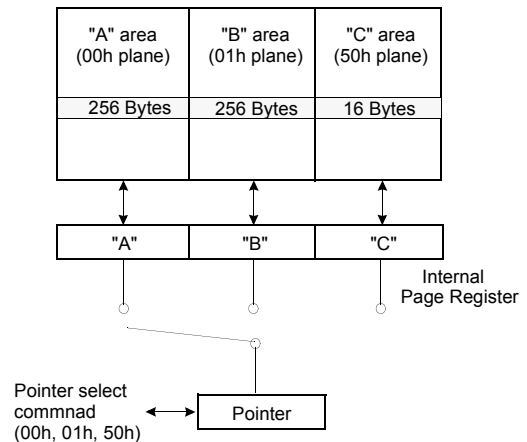 "A" area "B" area "C" area
(00h plane) (01h plane) (50h plane)
256 Bytes 256 Bytes 16 Bytes
"A" "B" "C"
Internal
Page Register
Pointer select
commnad
(00h, 01h, 50h)
Pointer